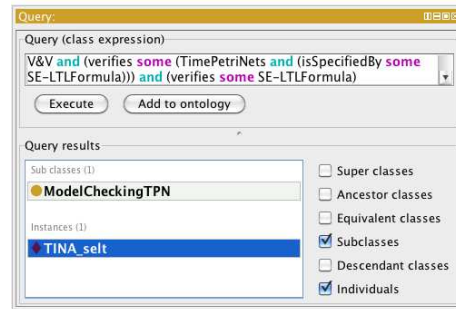 Query:
Query (class expression)
V&V and (verifies some (TimePetriNets and (isSpecifiedBy some
SE-LTLFormula))) and (verifies some SE-LTLFormula)
Execute
Add to ontology
Query results
Sub classes (1)
ModelCheckingTPN
Instances (1)
TINA_selt
Super classes
Ancestor classes
Equivalent classes
Subclasses
Descendant classes
Individuals